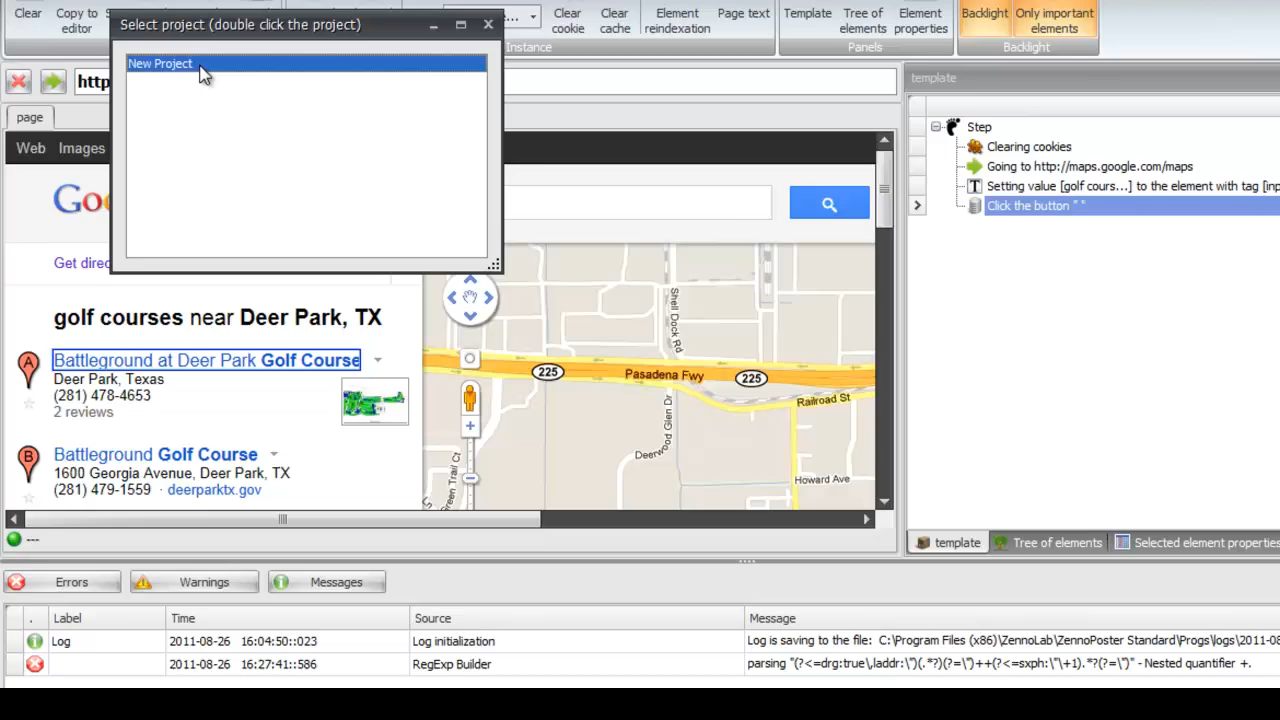 Clear
Copy to
editor
Clear
cookie
Clear
cache
Element
reindexation
Page text
Instance
Template
Tree of
elements
Element
properties
Panels
Backlight
Only important
elements
Backlight
Select project (double click the project)
New Project
http
page
Web Images
Get direc
golf courses near Deer Park, TX
A
Battleground at Deer Park Golf Course
Deer Park, Texas
(281) 478-4653
2 reviews
B
Battleground Golf Course
1600 Georgia Avenue, Deer Park, TX
(281) 479-1559 · deerparktx.gov
Shell Dock Rd
225
Pasadena Fwy
225
Railroad St
Deerwood Glen Dr
Howard Ave
Green Trail Ct
---
template
Step
Clearing cookies
Going to http://maps.google.com/maps
Setting value [golf cours...] to the element with tag [inp
Click the button " "
template
Tree of elements
Selected element properties
Errors
Warnings
Messages
. Label Time Source Message
Log 2011-08-26 16:04:50::023 Log initialization Log is saving to the file: C:\Program Files (x86)\ZennoLab\ZennoPoster Standard\Progs\logs\2011-08
2011-08-26 16:27:41::586 RegExp Builder parsing "(?<=drg:true\,laddr:\")(.*?)(?=\")++(?<=sxph:\"\+1).*?(?=\")" - Nested quantifier +.